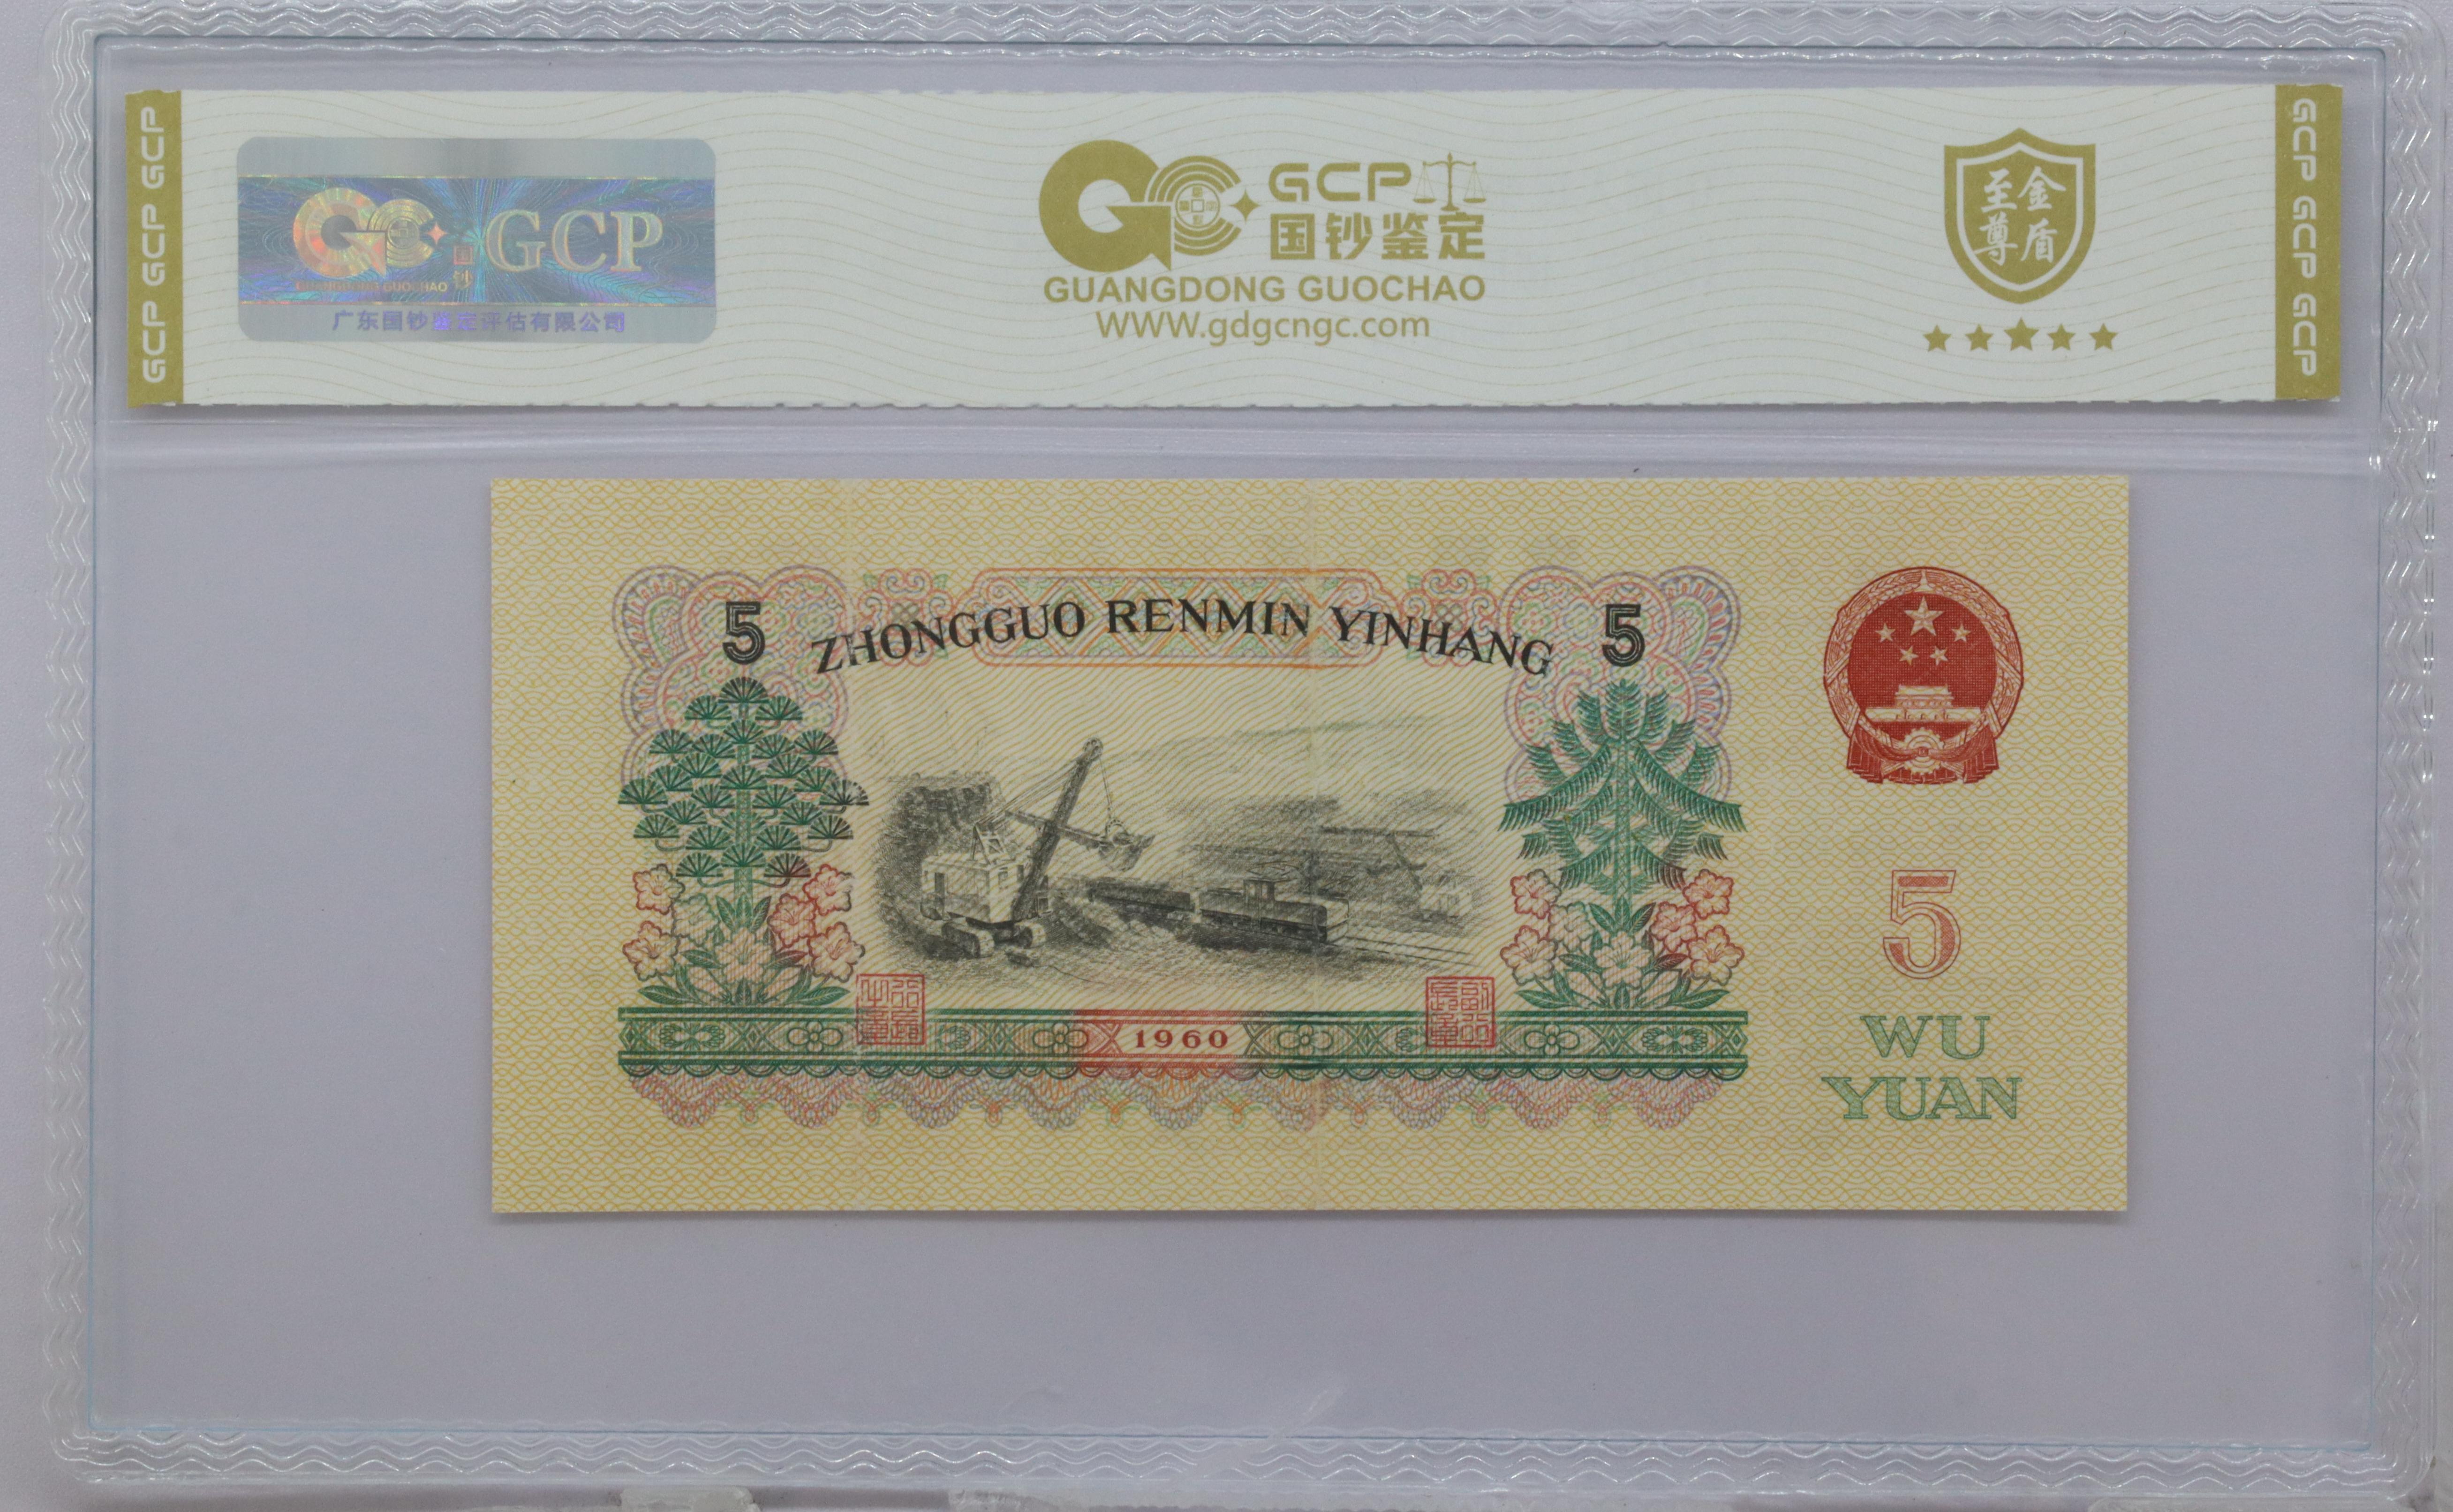 GCP GCP GCP
GCP
国钞
GUANGDONG GUOCHAO
广东国钞鉴定评估有限公司
GCP
国钞鉴定
GUANGDONG GUOCHAO
WWW.gdgcngc.com
至尊金盾
GCP GCP GCP
5 ZHONGGUO RENMIN YINHANG 5
1960
5
WU
YUAN